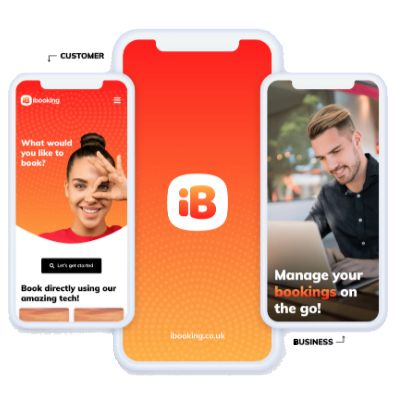 CUSTOMER
ibooking
What would
you like to
book?
Let's get started
Book directly using our
amazing tech!
iB
ibooking.co.uk
Manage your
bookings on
the go!
BUSINESS